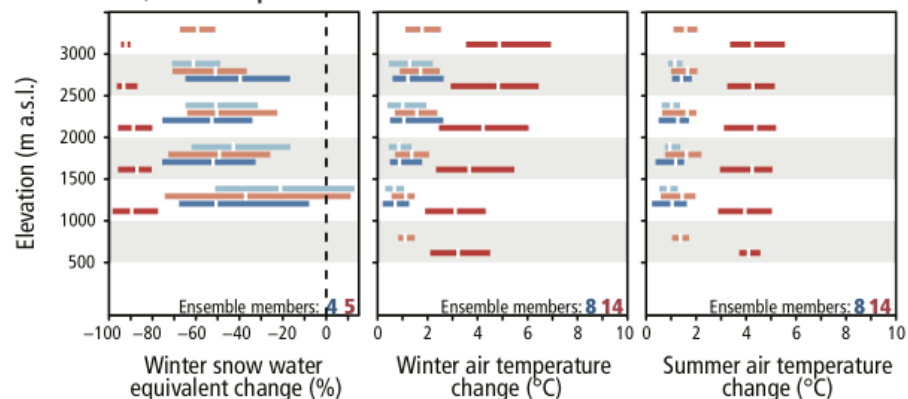 Elevation (m a.s.l.)
3000
2500
2000
1500
1000
500
Ensemble members: 4 5
Ensemble members: 8 14
Ensemble members: 8 14
-100 -80 -60 -40 -20 0
0 2 4 6 8 10
0 2 4 6 8 10
Winter snow water
equivalent change (%)
Winter air temperature
change (°C)
Summer air temperature
change (°C)